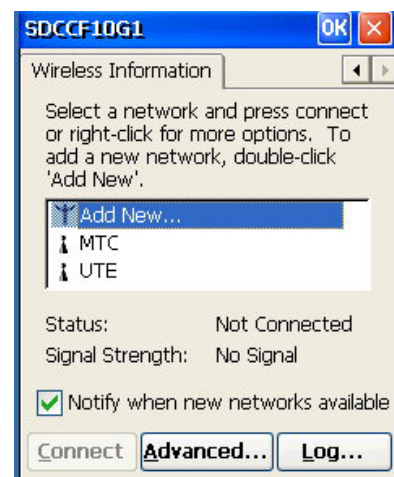 SDCCF10G1 OK
Wireless Information
Select a network and press connect
or right-click for more options. To
add a new network, double-click
'Add New'.
Add New...
MTC
UTE
Status: Not Connected
Signal Strength: No Signal
Notify when new networks available
Connect Advanced... Log...